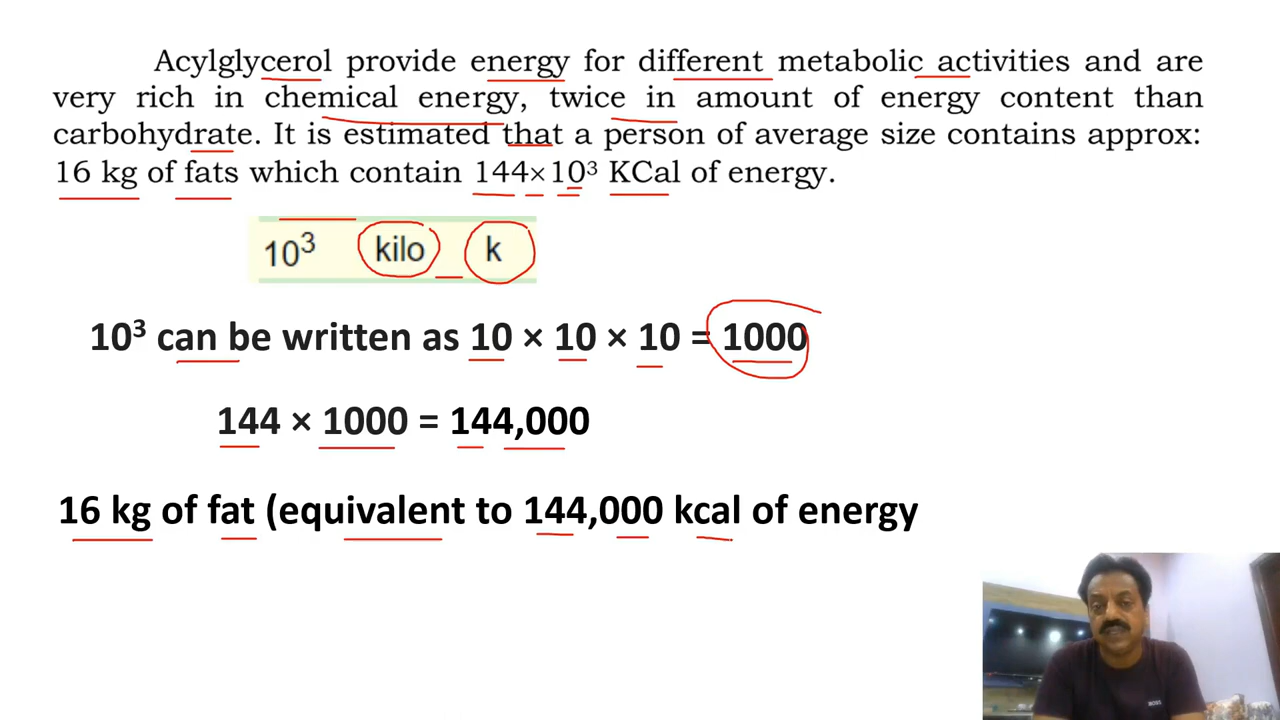 Acylglycerol provide energy for different metabolic activities and are
very rich in chemical energy, twice in amount of energy content than
carbohydrate. It is estimated that a person of average size contains approx:
16 kg of fats which contain 144×10³ KCal of energy.
10³ kilo k
10³ can be written as 10 × 10 × 10 = 1000
144 × 1000 = 144,000
16 kg of fat (equivalent to 144,000 kcal of energy
BOSS